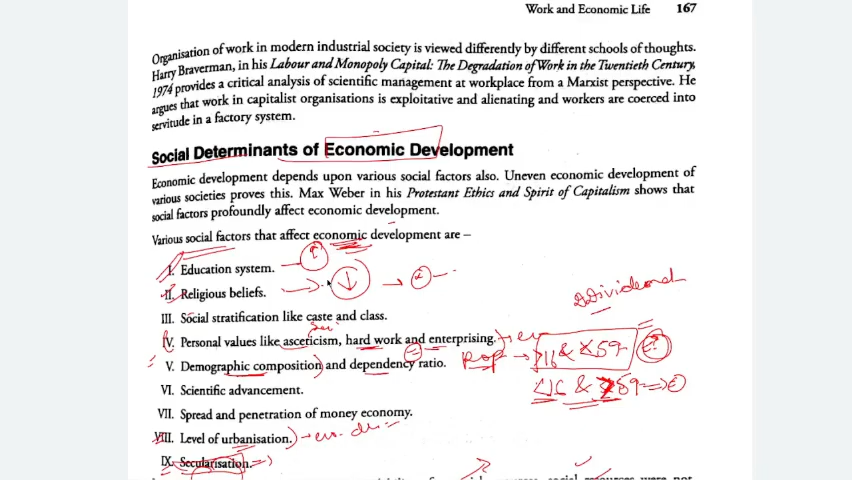 Work and Economic Life 167
Organisation of work in modern industrial society is viewed differently by different schools of thoughts.
Harry Braverman, in his Labour and Monopoly Capital: The Degradation of Work in the Twentieth Century,
1974 provides a critical analysis of scientific management at workplace from a Marxist perspective. He
argues that work in capitalist organisations is exploitative and alienating and workers are coerced into
servitude in a factory system.
Social Determinants of Economic Development
Economic development depends upon various social factors also. Uneven economic development of
various societies proves this. Max Weber in his Protestant Ethics and Spirit of Capitalism shows that
social factors profoundly affect economic development.
Various social factors that affect economic development are –
I. Education system.
II. Religious beliefs.
DDividend
III. Social stratification like caste and class.
IV. Personal values like asceticism, hard work and enterprising.
V. Demographic composition and dependency ratio.
Pop → >16 & <59
VI. Scientific advancement.
VII. Spread and penetration of money economy.
VIII. Level of urbanisation.
IX. Secularisation.